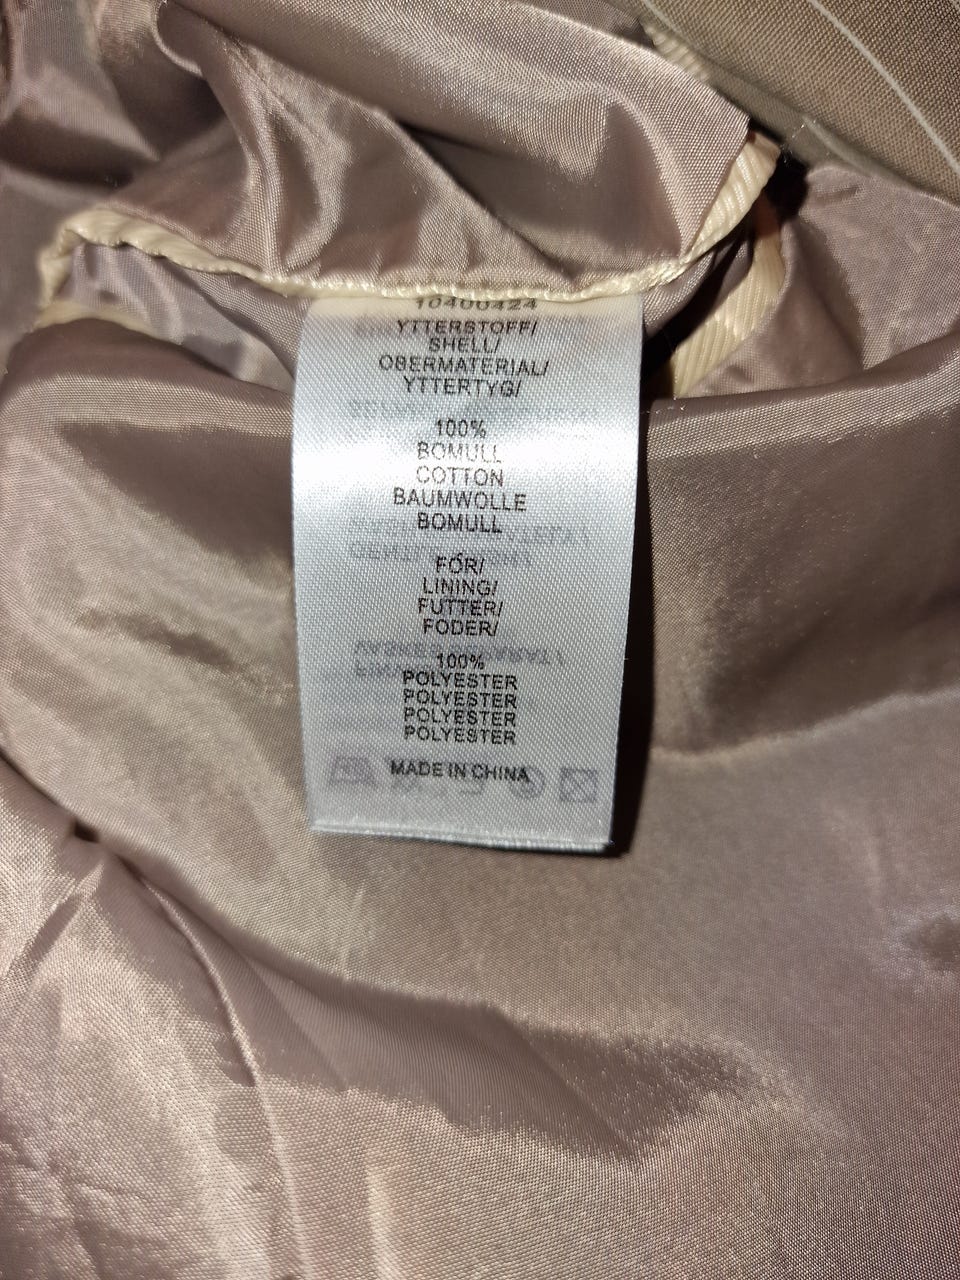 10400424
YTTERSTOFF/
SHELL/
OBERMATERIAL/
YTTERTYG/
100%
BOMULL
COTTON
BAUMWOLLE
BOMULL
FÓR/
LINING/
FUTTER/
FODER/
100%
POLYESTER
POLYESTER
POLYESTER
POLYESTER
MADE IN CHINA